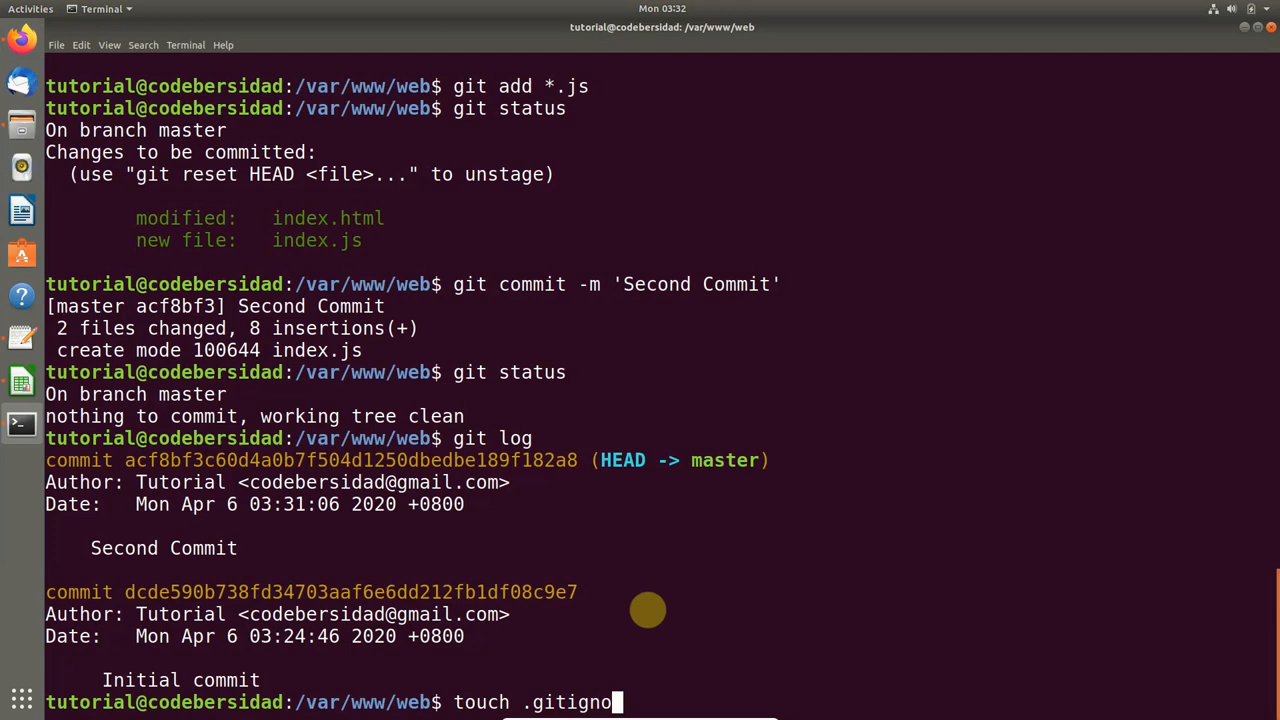 Activities
Terminal
Mon 03:32
tutorial@codebersidad: /var/www/web
File Edit View Search Terminal Help
tutorial@codebersidad:/var/www/web$ git add *.js
tutorial@codebersidad:/var/www/web$ git status
On branch master
Changes to be committed:
  (use "git reset HEAD <file>..." to unstage)
        modified:   index.html
        new file:   index.js
tutorial@codebersidad:/var/www/web$ git commit -m 'Second Commit'
[master acf8bf3] Second Commit
 2 files changed, 8 insertions(+)
 create mode 100644 index.js
tutorial@codebersidad:/var/www/web$ git status
On branch master
nothing to commit, working tree clean
tutorial@codebersidad:/var/www/web$ git log
commit acf8bf3c60d4a0b7f504d1250dbedbe189f182a8 (HEAD -> master)
Author: Tutorial <codebersidad@gmail.com>
Date:   Mon Apr 6 03:31:06 2020 +0800
    Second Commit
commit dcde590b738fd34703aaf6e6dd212fb1df08c9e7
Author: Tutorial <codebersidad@gmail.com>
Date:   Mon Apr 6 03:24:46 2020 +0800
     Initial commit
tutorial@codebersidad:/var/www/web$ touch .gitigno